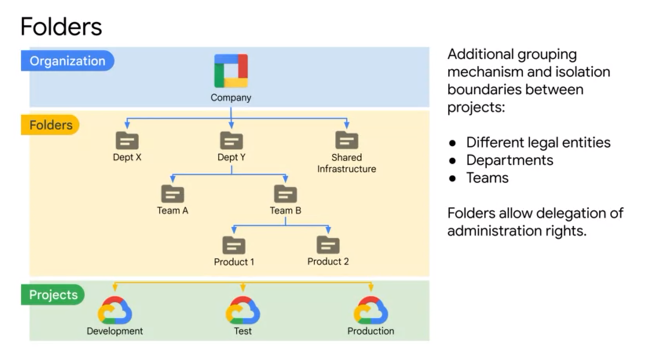 Folders
Organization
Company
Folders
Dept X
Dept Y
Shared
Infrastructure
Team A
Team B
Product 1
Product 2
Projects
Development
Test
Production
Additional grouping
mechanism and isolation
boundaries between
projects:
● Different legal entities
● Departments
● Teams
Folders allow delegation of
administration rights.